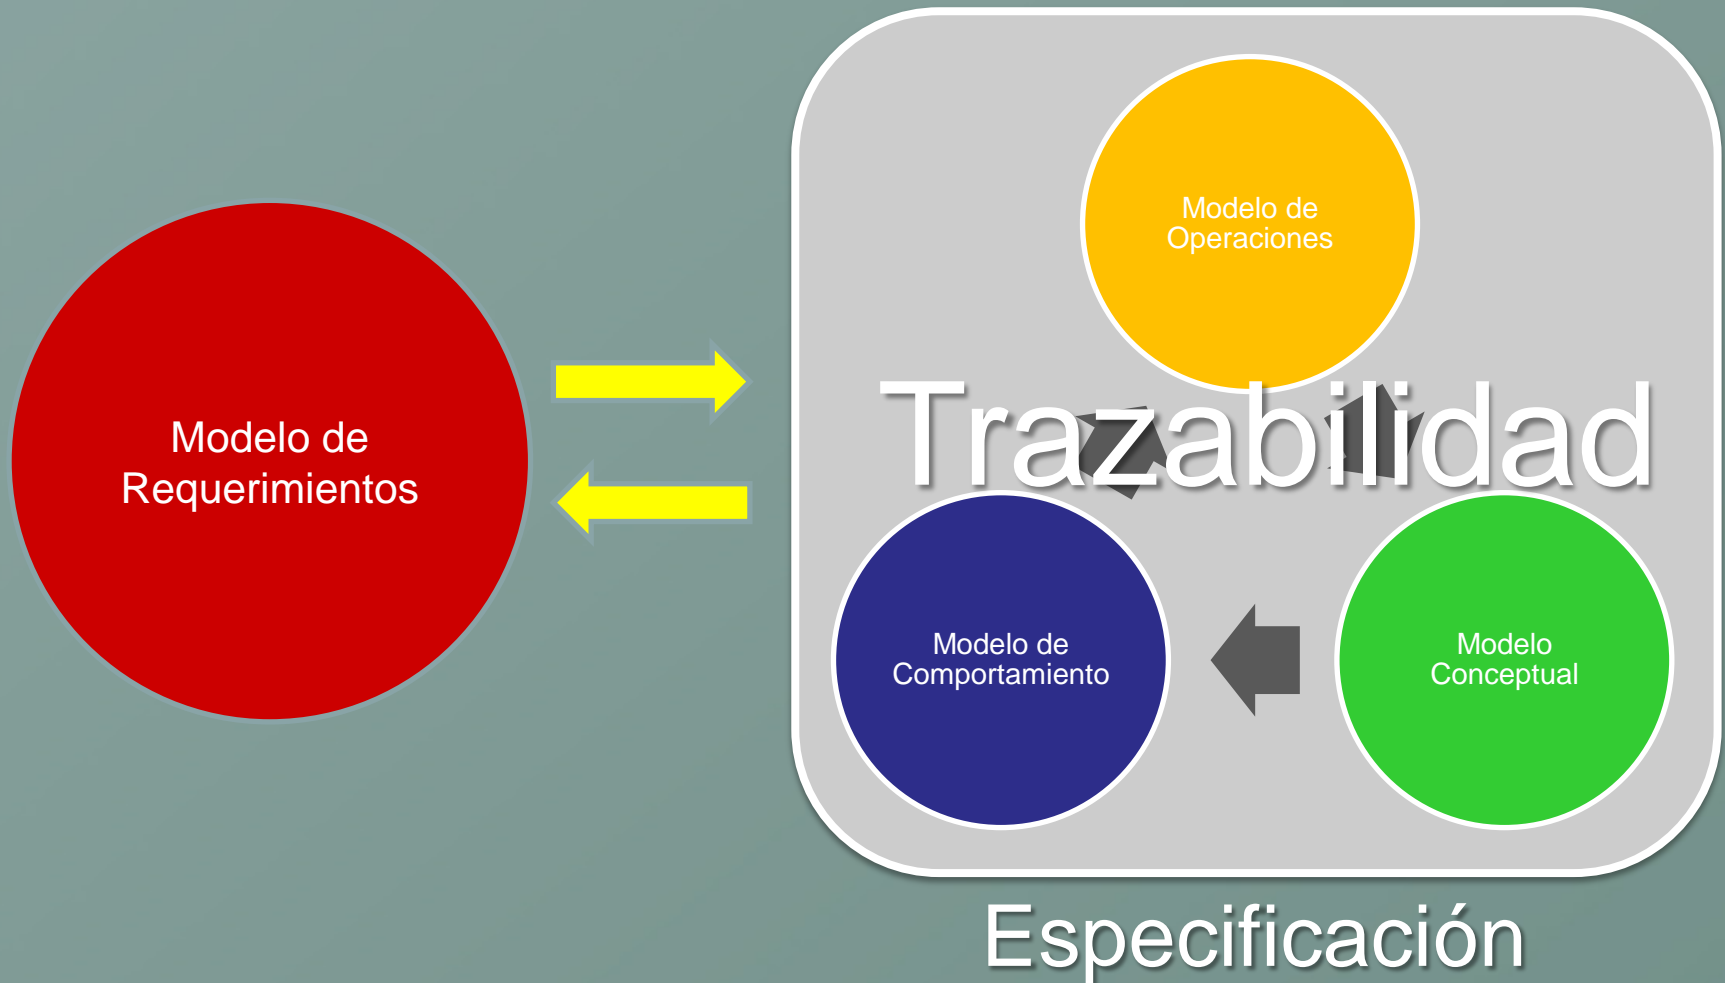 Modelo de
Requerimientos
Modelo de
Operaciones
Trazabilidad
Modelo de
Comportamiento
Modelo
Conceptual
Especificación